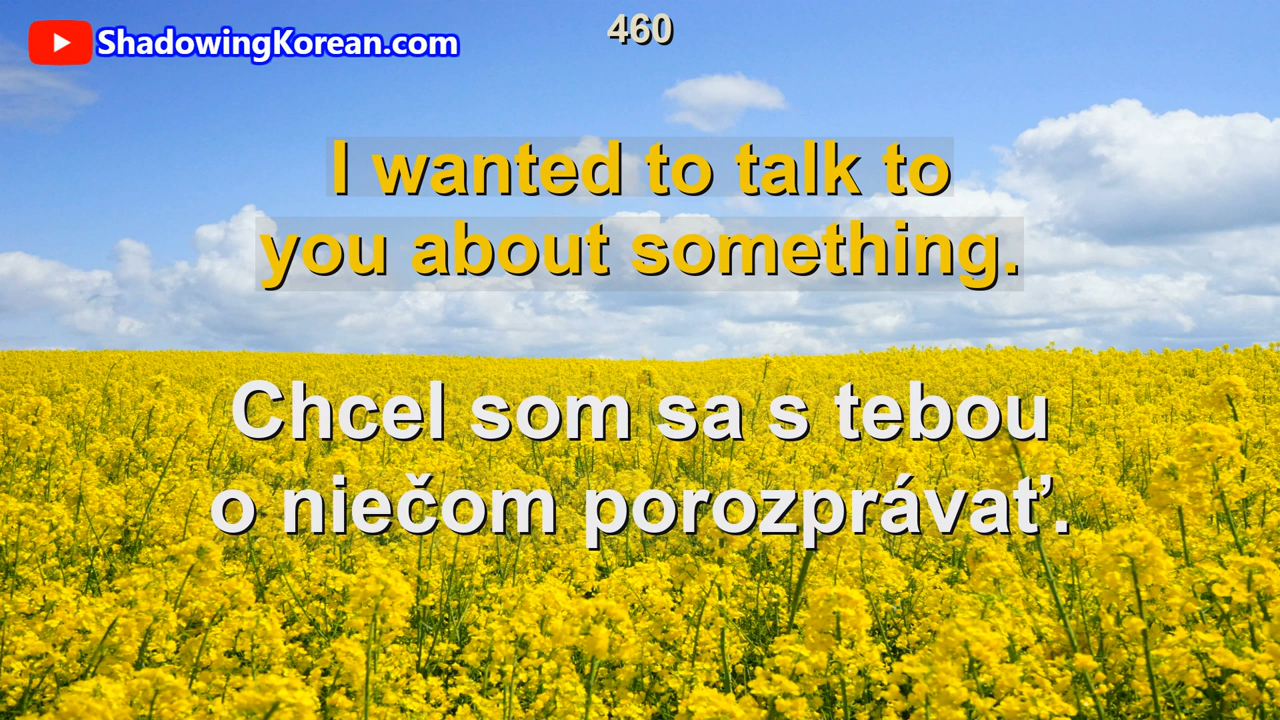 ShadowingKorean.com
460
I wanted to talk to
you about something.
Chcel som sa s tebou
o niečom porozprávať.